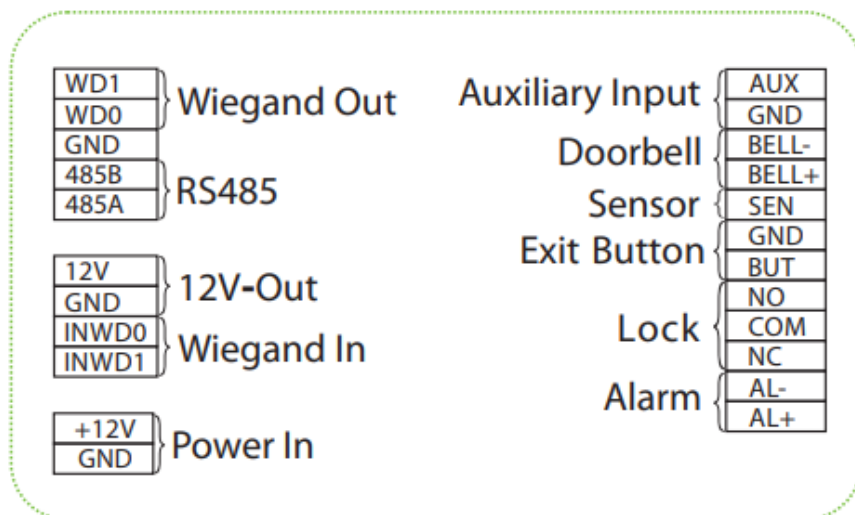 WD1
WD0
Wiegand Out
GND
485B
485A
RS485
12V
GND
12V-Out
INWD0
INWD1
Wiegand In
+12V
GND
Power In
Auxiliary Input
AUX
GND
Doorbell
BELL-
BELL+
Sensor
SEN
Exit Button
GND
BUT
Lock
NO
COM
NC
Alarm
AL-
AL+